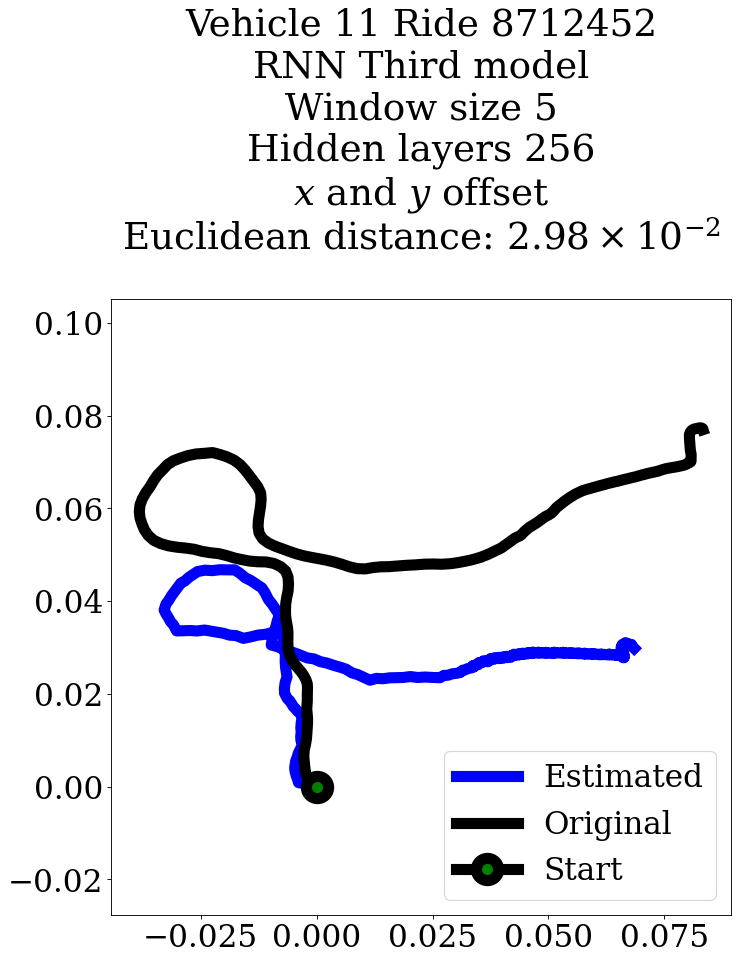 Vehicle 11 Ride 8712452
RNN Third model
Window size 5
Hidden layers 256
x and y offset
Euclidean distance: 2.98 × 10⁻²
0.10
0.08
0.06
0.04
0.02
0.00
−0.02
Estimated
Original
Start
−0.025 0.000 0.025 0.050 0.075